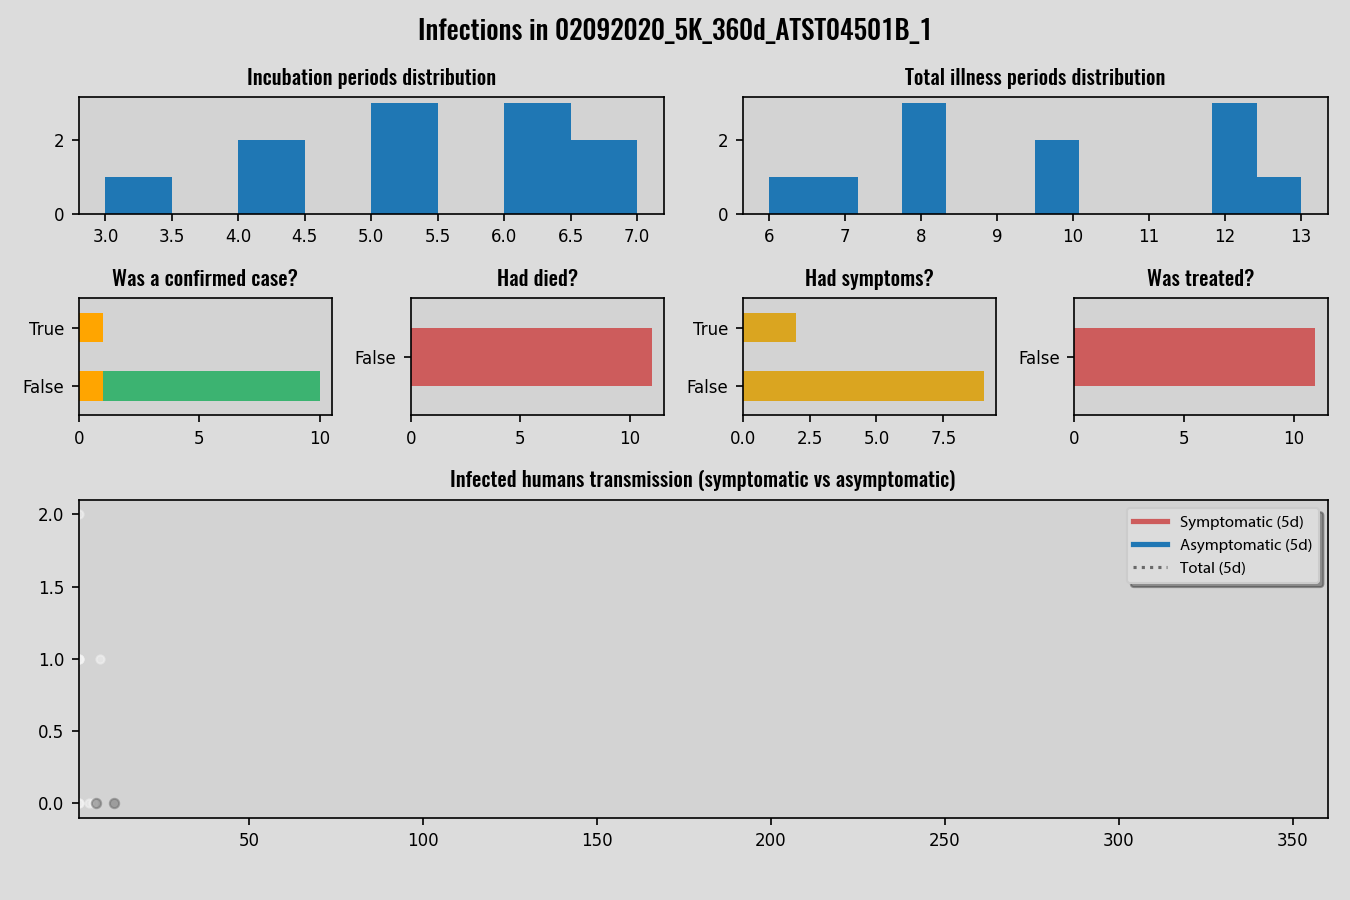 Infections in 02092020_5K_360d_ATST04501B_1
Incubation periods distribution
Total illness periods distribution
2
0
3.0 3.5 4.0 4.5 5.0 5.5 6.0 6.5 7.0
2
0
6 7 8 9 10 11 12 13
Was a confirmed case?
Had died?
Had symptoms?
Was treated?
True
False
0 5 10
False
0 5 10
True
False
0.0 2.5 5.0 7.5
False
0 5 10
Infected humans transmission (symptomatic vs asymptomatic)
2.0
1.5
1.0
0.5
0.0
Symptomatic (5d)
Asymptomatic (5d)
Total (5d)
50 100 150 200 250 300 350